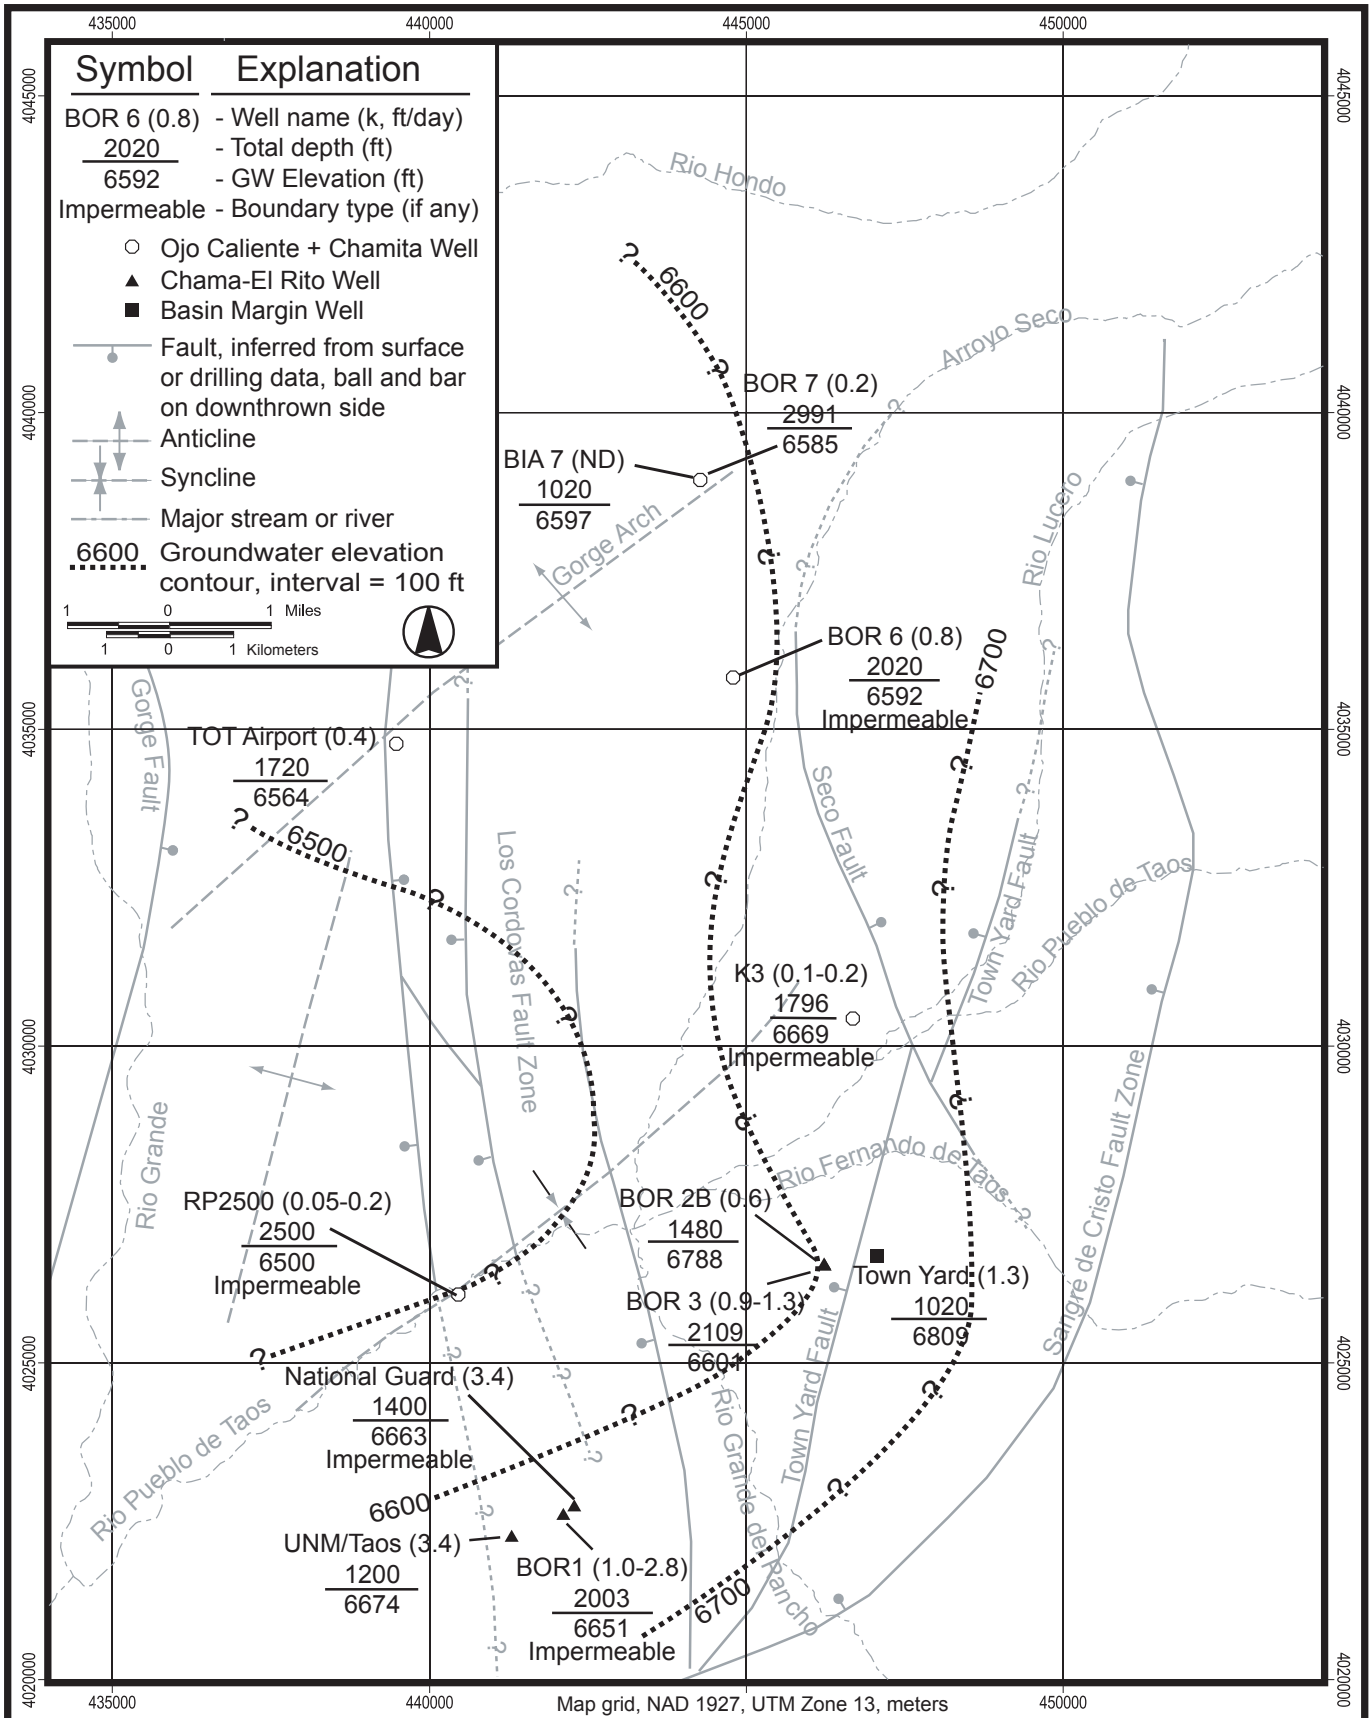 435000 440000 445000 450000
Symbol Explanation
BOR 6 (0.8) - Well name (k, ft/day)
2020 - Total depth (ft)
6592 - GW Elevation (ft)
Impermeable - Boundary type (if any)
Ojo Caliente + Chamita Well
Chama-El Rito Well
Basin Margin Well
Fault, inferred from surface
or drilling data, ball and bar
on downthrown side
Anticline
Syncline
Major stream or river
6600 Groundwater elevation
contour, interval = 100 ft
1 0 1 Miles
1 0 1 Kilometers
4045000
4045000
Rio Hondo
?
6600
Arroyo Seco
?
BOR 7 (0.2)
2991
6585
4040000
4040000
?
BIA 7 (ND)
1020
6597
Gorge Arch
?
?
Rio Lucero
BOR 6 (0.8)
2020
6592
Impermeable
6700
?
?
Gorge Fault
TOT Airport (0.4)
1720
6564
4035000
4035000
?
6500
?
?
Seco Fault
Los Cordovas Fault Zone
?
?
?
?
Town Yard Fault
Rio Pueblo de Taos
K3 (0.1-0.2)
1796
6669
Impermeable
?
4030000
4030000
Rio Grande
?
?
Rio Fernando de Taos
?
Sangre de Cristo Fault Zone
RP2500 (0.05-0.2)
2500
6500
Impermeable
BOR 2B (0.6)
1480
6788
Town Yard (1.3)
1020
6809
BOR 3 (0.9-1.3)
2109
6601
?
?
?
4025000
4025000
?
?
National Guard (3.4)
1400
6663
Impermeable
?
?
?
Town Yard Fault
Rio Grande del Rancho
Rio Pueblo de Taos
6600
?
?
UNM/Taos (3.4)
1200
6674
BOR1 (1.0-2.8)
2003
6651
Impermeable
6700
?
4020000
4020000
435000 440000 Map grid, NAD 1927, UTM Zone 13, meters 450000